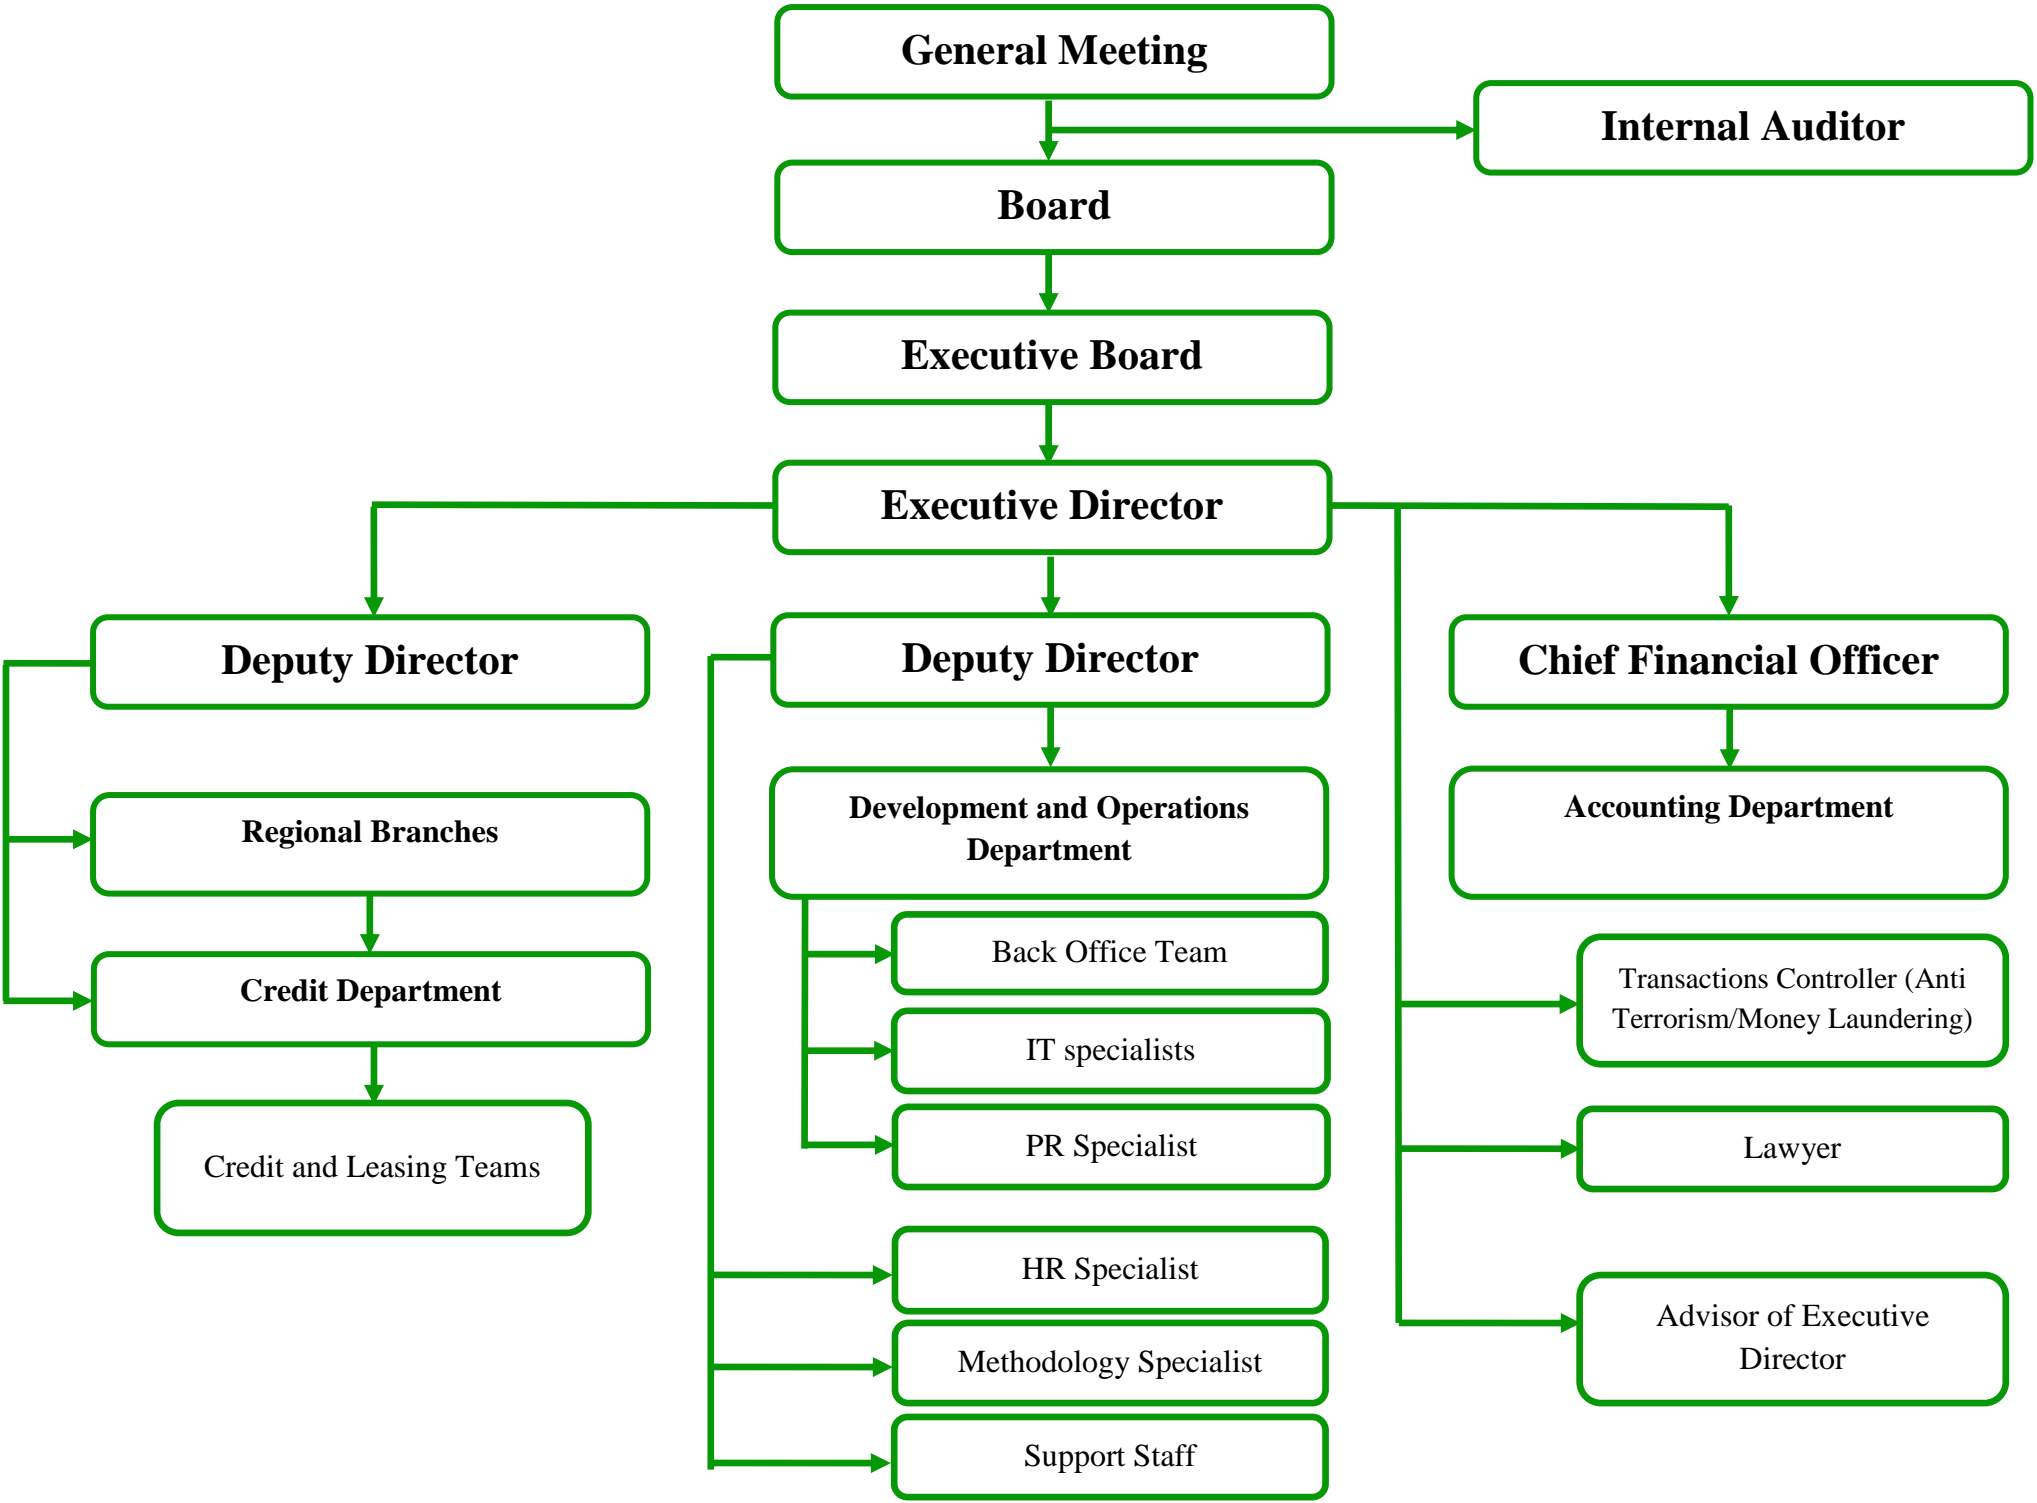 General Meeting
Internal Auditor
Board
Executive Board
Executive Director
Deputy Director
Deputy Director
Chief Financial Officer
Regional Branches
Credit Department
Credit and Leasing Teams
Development and Operations
Department
Back Office Team
IT specialists
PR Specialist
HR Specialist
Methodology Specialist
Support Staff
Accounting Department
Transactions Controller (Anti
Terrorism/Money Laundering)
Lawyer
Advisor of Executive
Director